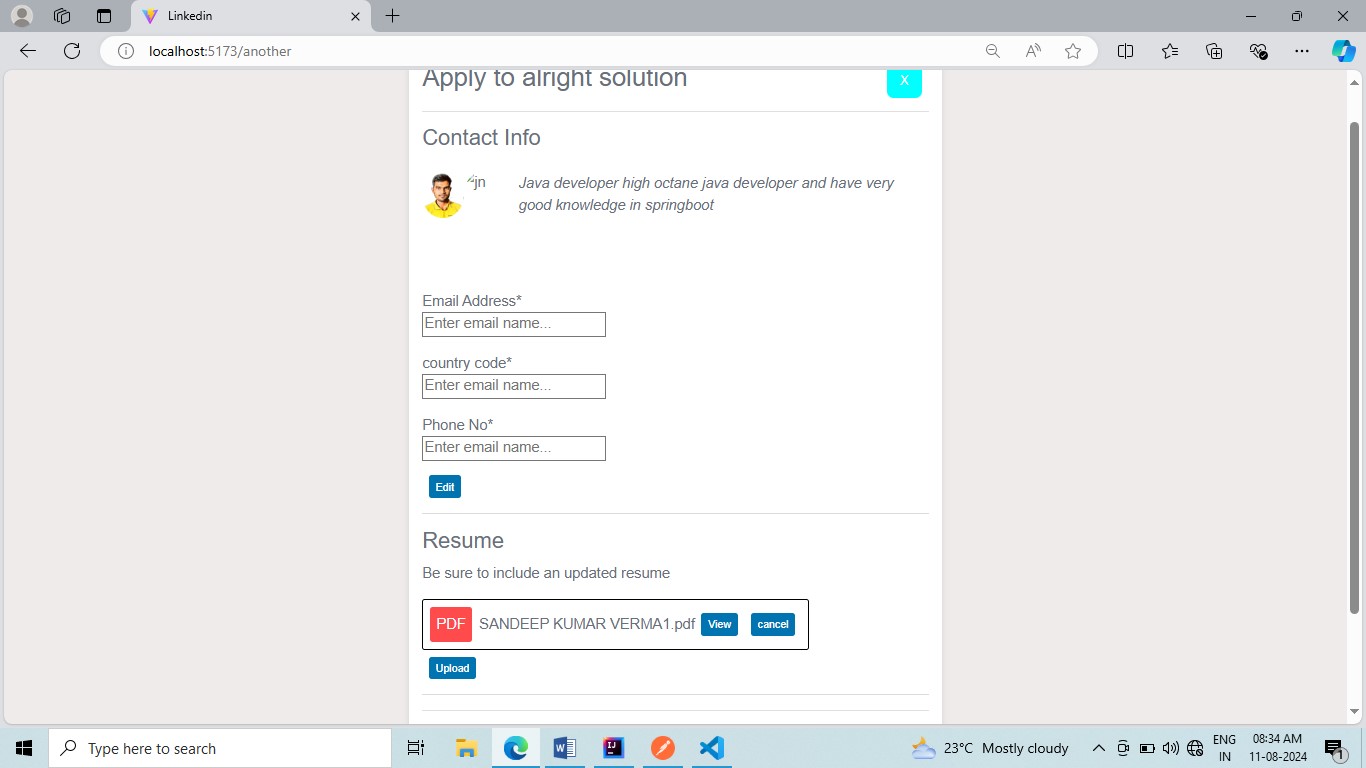 Linkedin
localhost:5173/another
Apply to alright solution
X
Contact Info
jn
Java developer high octane java developer and have very
good knowledge in springboot
Email Address*
Enter email name...
country code*
Enter email name...
Phone No*
Enter email name...
Edit
Resume
Be sure to include an updated resume
PDF SANDEEP KUMAR VERMA1.pdf View cancel
Upload
Type here to search
23°C Mostly cloudy
ENG
IN
08:34 AM
11-08-2024
1